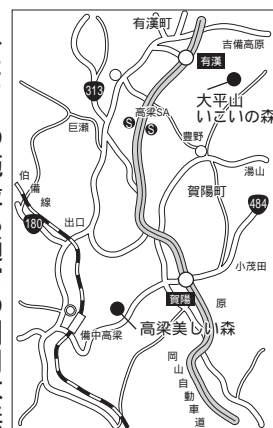 有漢町
吉備高原
有漢
313
大平山
いこいの森
高梁SA
S
S
巨瀬
豊野
湯山
賀陽町
伯備線
484
180
出口
小茂田
賀陽
原
高梁美しい森
備中高梁
岡山自動車道